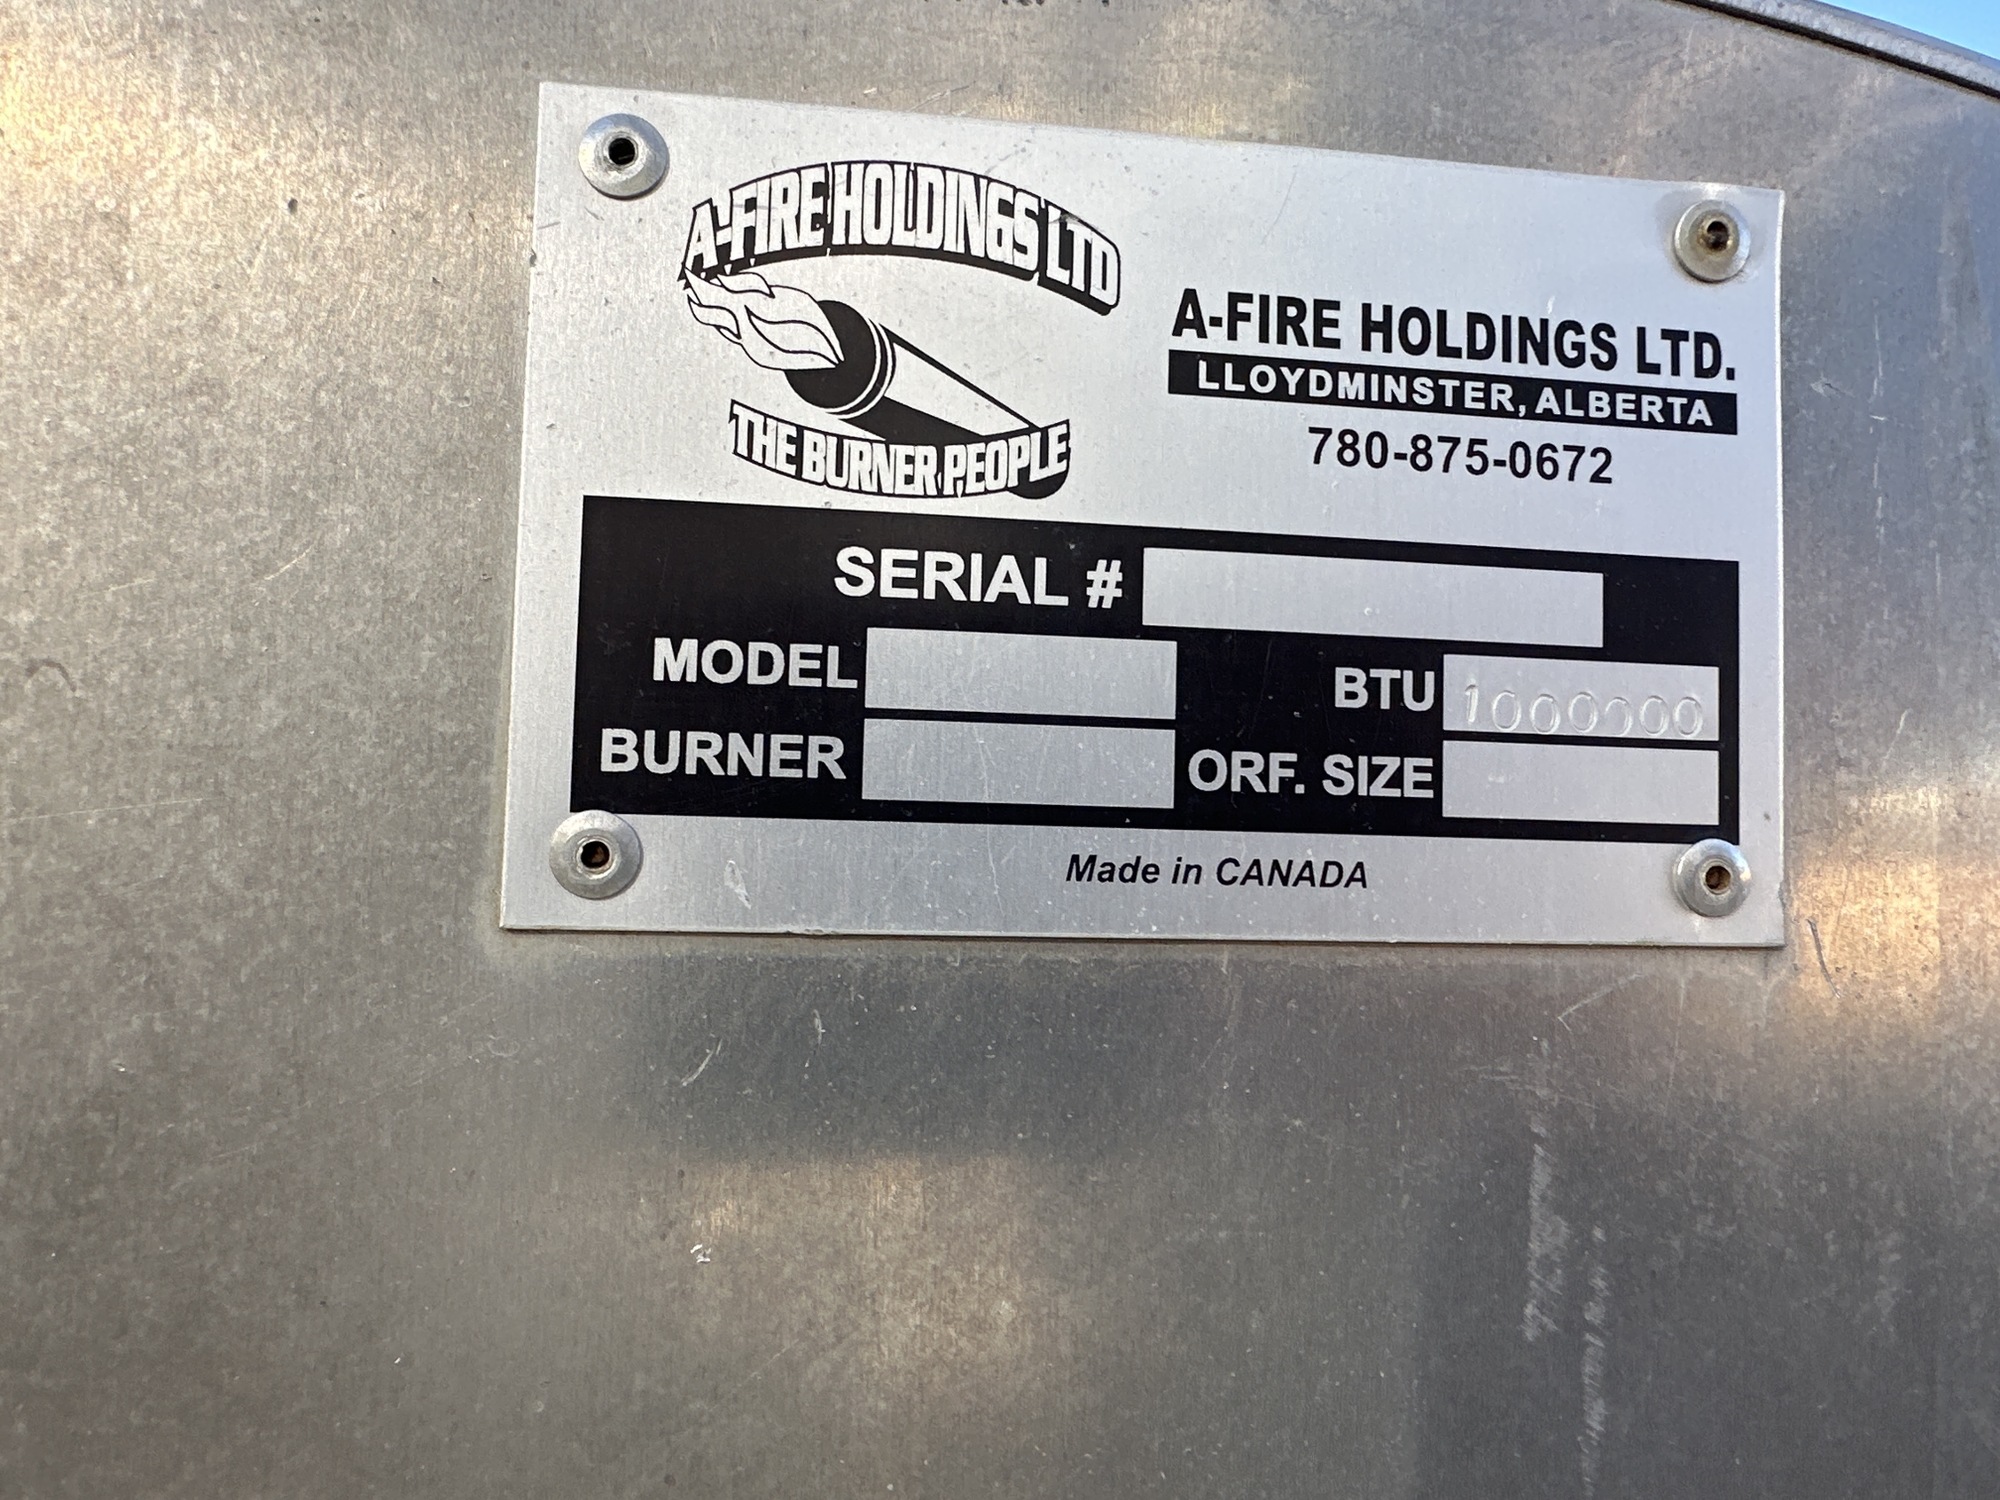 A-FIRE HOLDINGS LTD
THE BURNER PEOPLE
A-FIRE HOLDINGS LTD.
LLOYDMINSTER, ALBERTA
780-875-0672
SERIAL #
MODEL
BTU 1000000
BURNER
ORF. SIZE
Made in CANADA